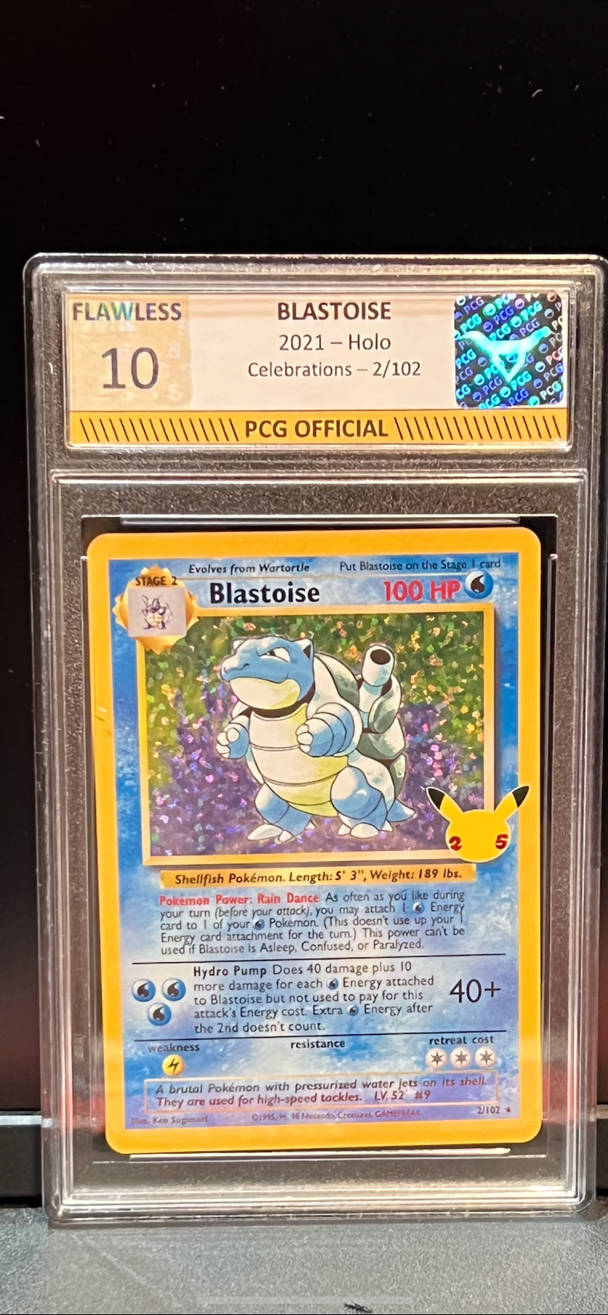 FLAWLESS
10
BLASTOISE
2021 – Holo
Celebrations – 2/102
PCG
PCG OFFICIAL
Evolves from Wartortle
Put Blastoise on the Stage 1 card
STAGE 2
Blastoise
100 HP
25
Shellfish Pokémon. Length: 5' 3", Weight: 189 lbs.
Pokémon Power: Rain Dance As often as you like during
your turn (before your attack), you may attach 1 Energy
card to 1 of your Pokémon. (This doesn't use up your 1
Energy card attachment for the turn.) This power can't be
used if Blastoise is Asleep, Confused, or Paralyzed.
Hydro Pump Does 40 damage plus 10
more damage for each Energy attached
to Blastoise but not used to pay for this
attack's Energy cost. Extra Energy after
the 2nd doesn't count.
40+
weakness
resistance
retreat cost
A brutal Pokémon with pressurized water jets on its shell.
They are used for high-speed tackles. LV. 52 #9
Illus. Ken Sugimori
©1995, 96, 98 Nintendo, Creatures, GAMEFREAK.
2/102 ★